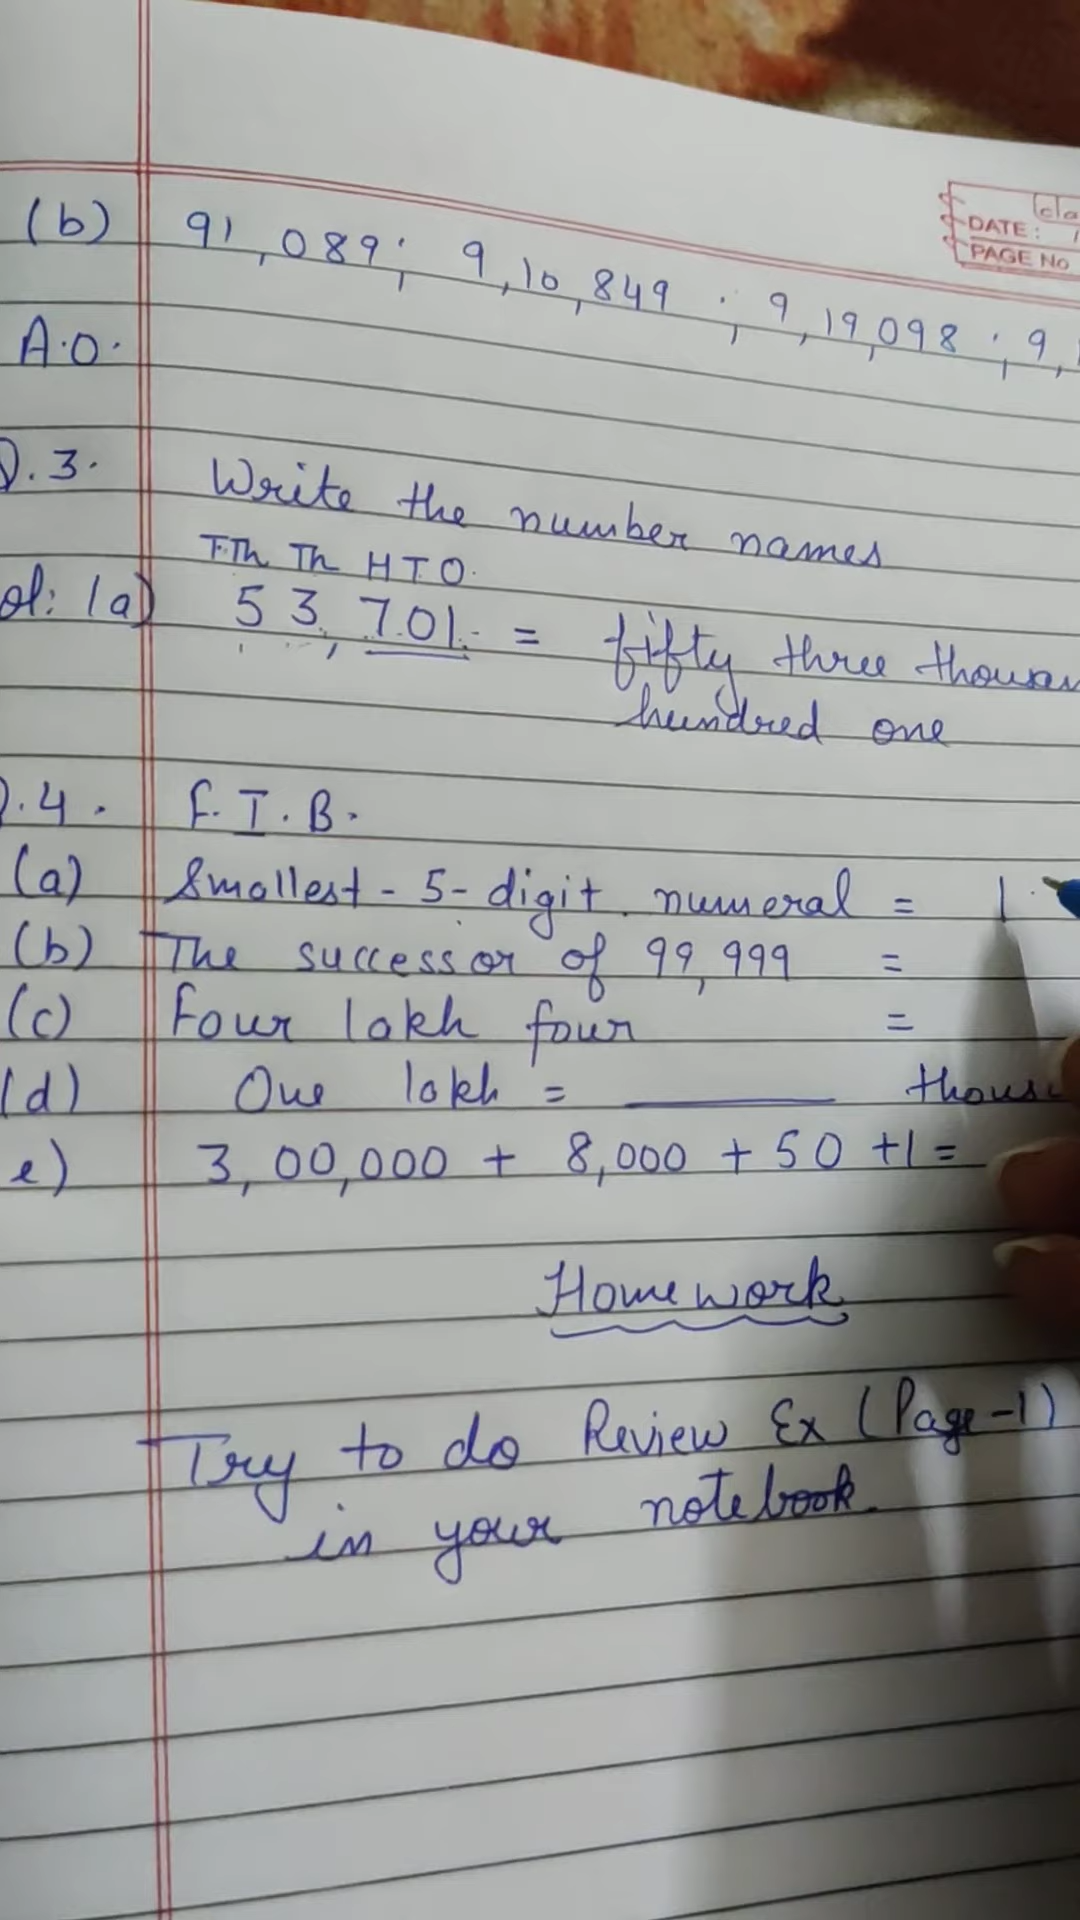 DATE:
PAGE No
(b) 91,089; 9,10,849 ; 9,19,098 ; 9,
A.O.
Q.3. Write the number names
T.Th Th H T O.
ol: (a) 53,701 = fifty three thousan
hundred one
Q.4. F.I.B.
(a) Smallest - 5 - digit numeral = 1
(b) The successor of 99,999 =
(c) Four lakh four =
(d) One lakh = ______ thous
e) 3,00,000 + 8,000 + 50 + 1 =
Homework
Try to do Review Ex (Page-1)
in your notebook.